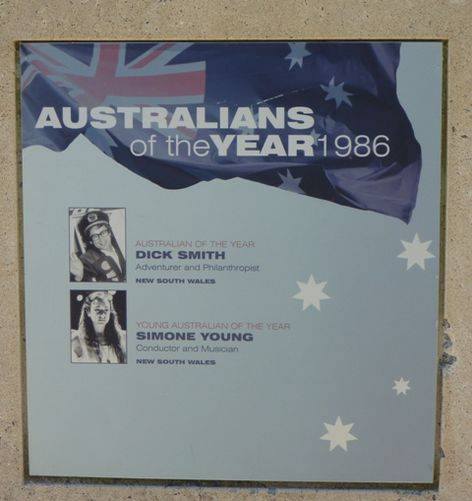 AUSTRALIANS
of the YEAR 1986
AUSTRALIAN OF THE YEAR
DICK SMITH
Adventurer and Philanthropist
NEW SOUTH WALES
YOUNG AUSTRALIAN OF THE YEAR
SIMONE YOUNG
Conductor and Musician
NEW SOUTH WALES